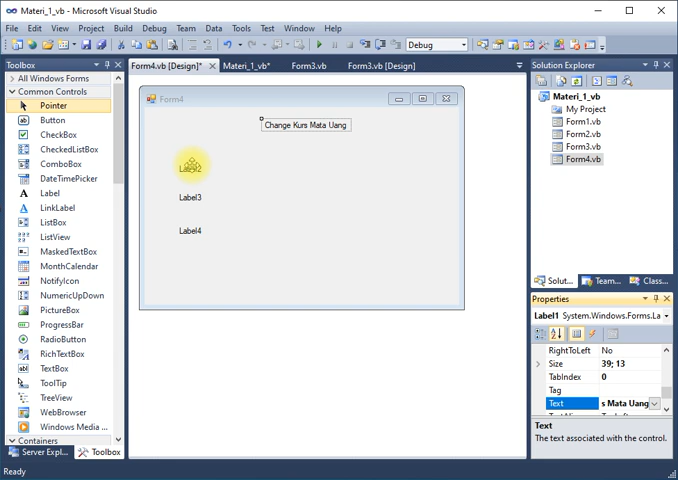 Materi_1_vb - Microsoft Visual Studio
File Edit View Project Build Debug Team Data Tools Test Window Help
Debug
Toolbox
All Windows Forms
Common Controls
Pointer
Button
CheckBox
CheckedListBox
ComboBox
DateTimePicker
Label
LinkLabel
ListBox
ListView
MaskedTextBox
MonthCalendar
NotifyIcon
NumericUpDown
PictureBox
ProgressBar
RadioButton
RichTextBox
TextBox
ToolTip
TreeView
WebBrowser
Windows Media ...
Containers
Server Expl... Toolbox
Form4.vb [Design]* Materi_1_vb* Form3.vb Form3.vb [Design]
Form4
Change Kurs Mata Uang
Label2
Label3
Label4
Solution Explorer
Materi_1_vb
My Project
Form1.vb
Form2.vb
Form3.vb
Form4.vb
Solut... Team... Class...
Properties
Label1 System.Windows.Forms.La
RightToLeft No
Size 39; 13
TabIndex 0
Tag
Text s Mata Uang
Text
The text associated with the control.
Ready